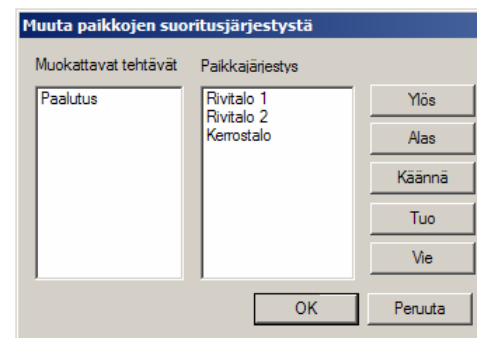 Muuta paikkojen suoritusjärjestystä
Muokattavat tehtävät
Paikkajärjestys
Paalutus
Rivitalo 1
Rivitalo 2
Kerrostalo
Ylös
Alas
Käännä
Tuo
Vie
OK
Peruuta